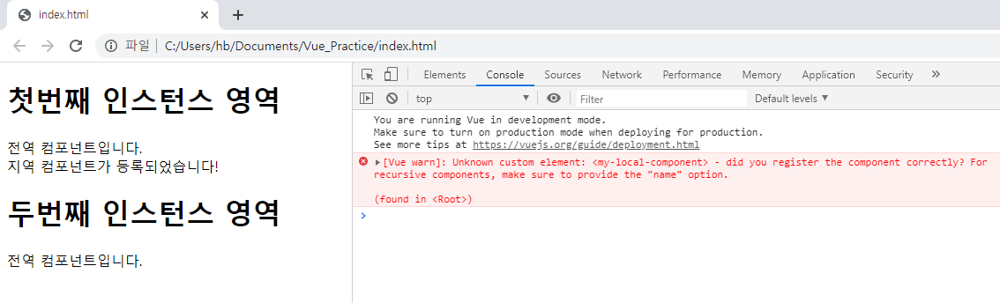 index.html
파일 C:/Users/hb/Documents/Vue_Practice/index.html
첫번째 인스턴스 영역
전역 컴포넌트입니다.
지역 컴포넌트가 등록되었습니다!
두번째 인스턴스 영역
전역 컴포넌트입니다.
Elements Console Sources Network Performance Memory Application Security
top Filter Default levels
You are running Vue in development mode.
Make sure to turn on production mode when deploying for production.
See more tips at https://vuejs.org/guide/deployment.html
[Vue warn]: Unknown custom element: <my-local-component> - did you register the component correctly? For
recursive components, make sure to provide the "name" option.
(found in <Root>)